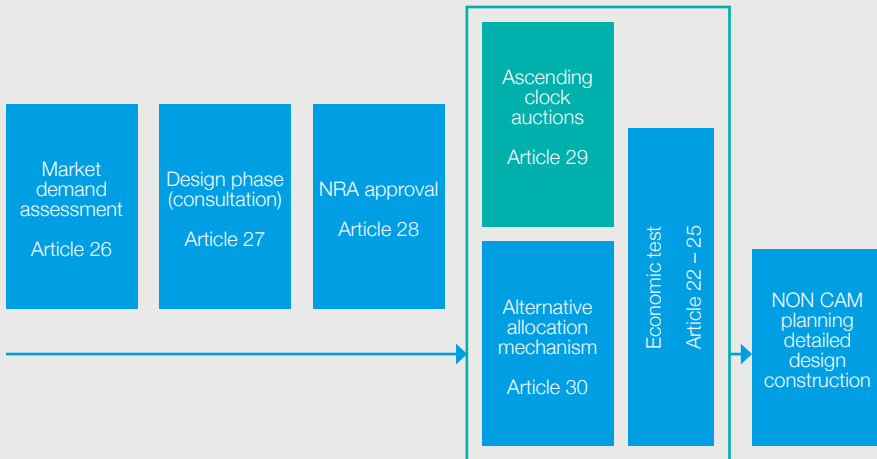 Market
demand
assessment
Article 26
Design phase
(consultation)
Article 27
NRA approval
Article 28
Ascending
clock
auctions
Article 29
Alternative
allocation
mechanism
Article 30
Economic test
Article 22 – 25
NON CAM
planning
detailed
design
construction